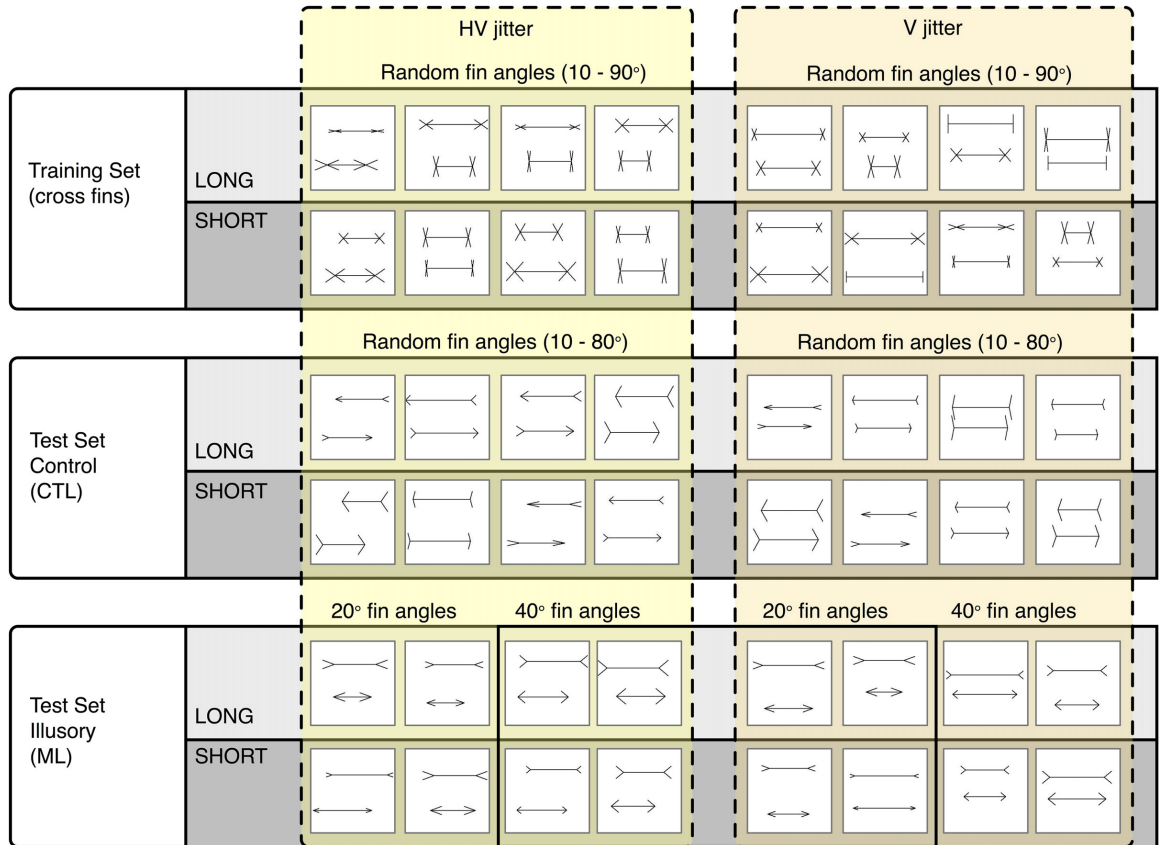 HV jitter
V jitter
Random fin angles (10 - 90°)
Random fin angles (10 - 90°)
Training Set
(cross fins)
LONG
SHORT
Random fin angles (10 - 80°)
Random fin angles (10 - 80°)
Test Set
Control
(CTL)
LONG
SHORT
20° fin angles
40° fin angles
20° fin angles
40° fin angles
Test Set
Illusory
(ML)
LONG
SHORT